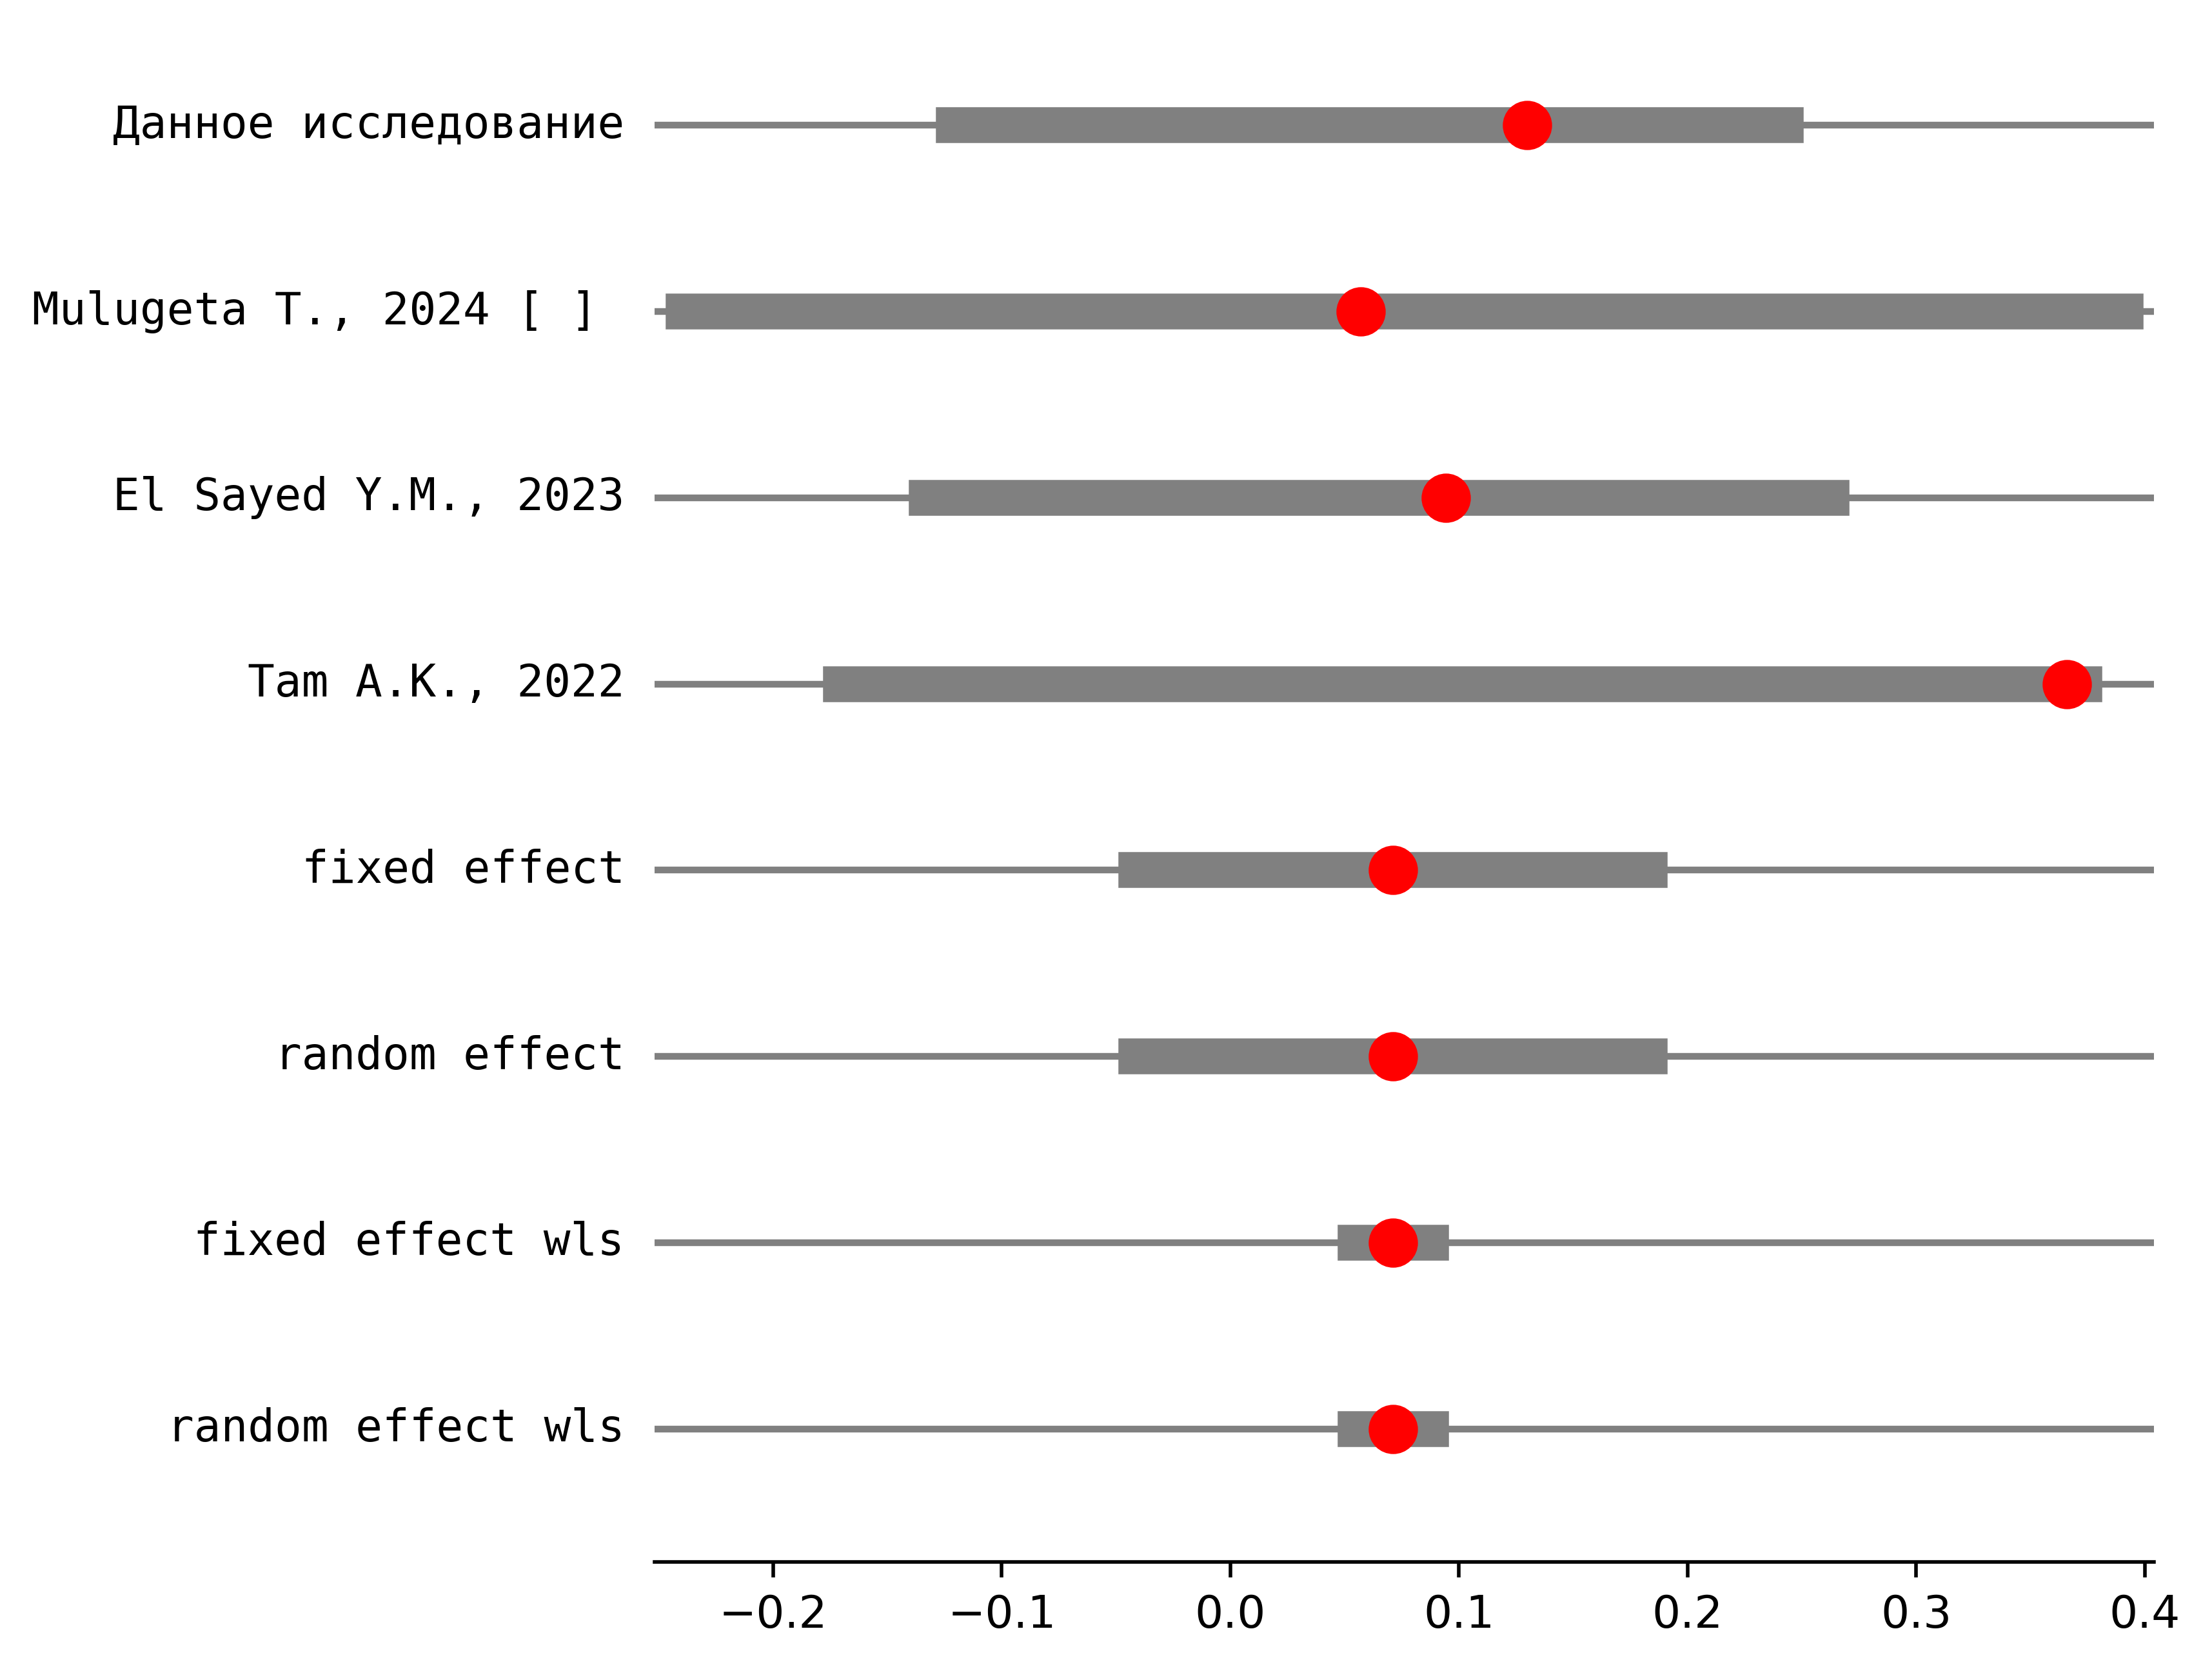 Данное исследование
Mulugeta T., 2024 [ ]
El Sayed Y.M., 2023
Tam A.K., 2022
fixed effect
random effect
fixed effect wls
random effect wls
−0.2 −0.1 0.0 0.1 0.2 0.3 0.4